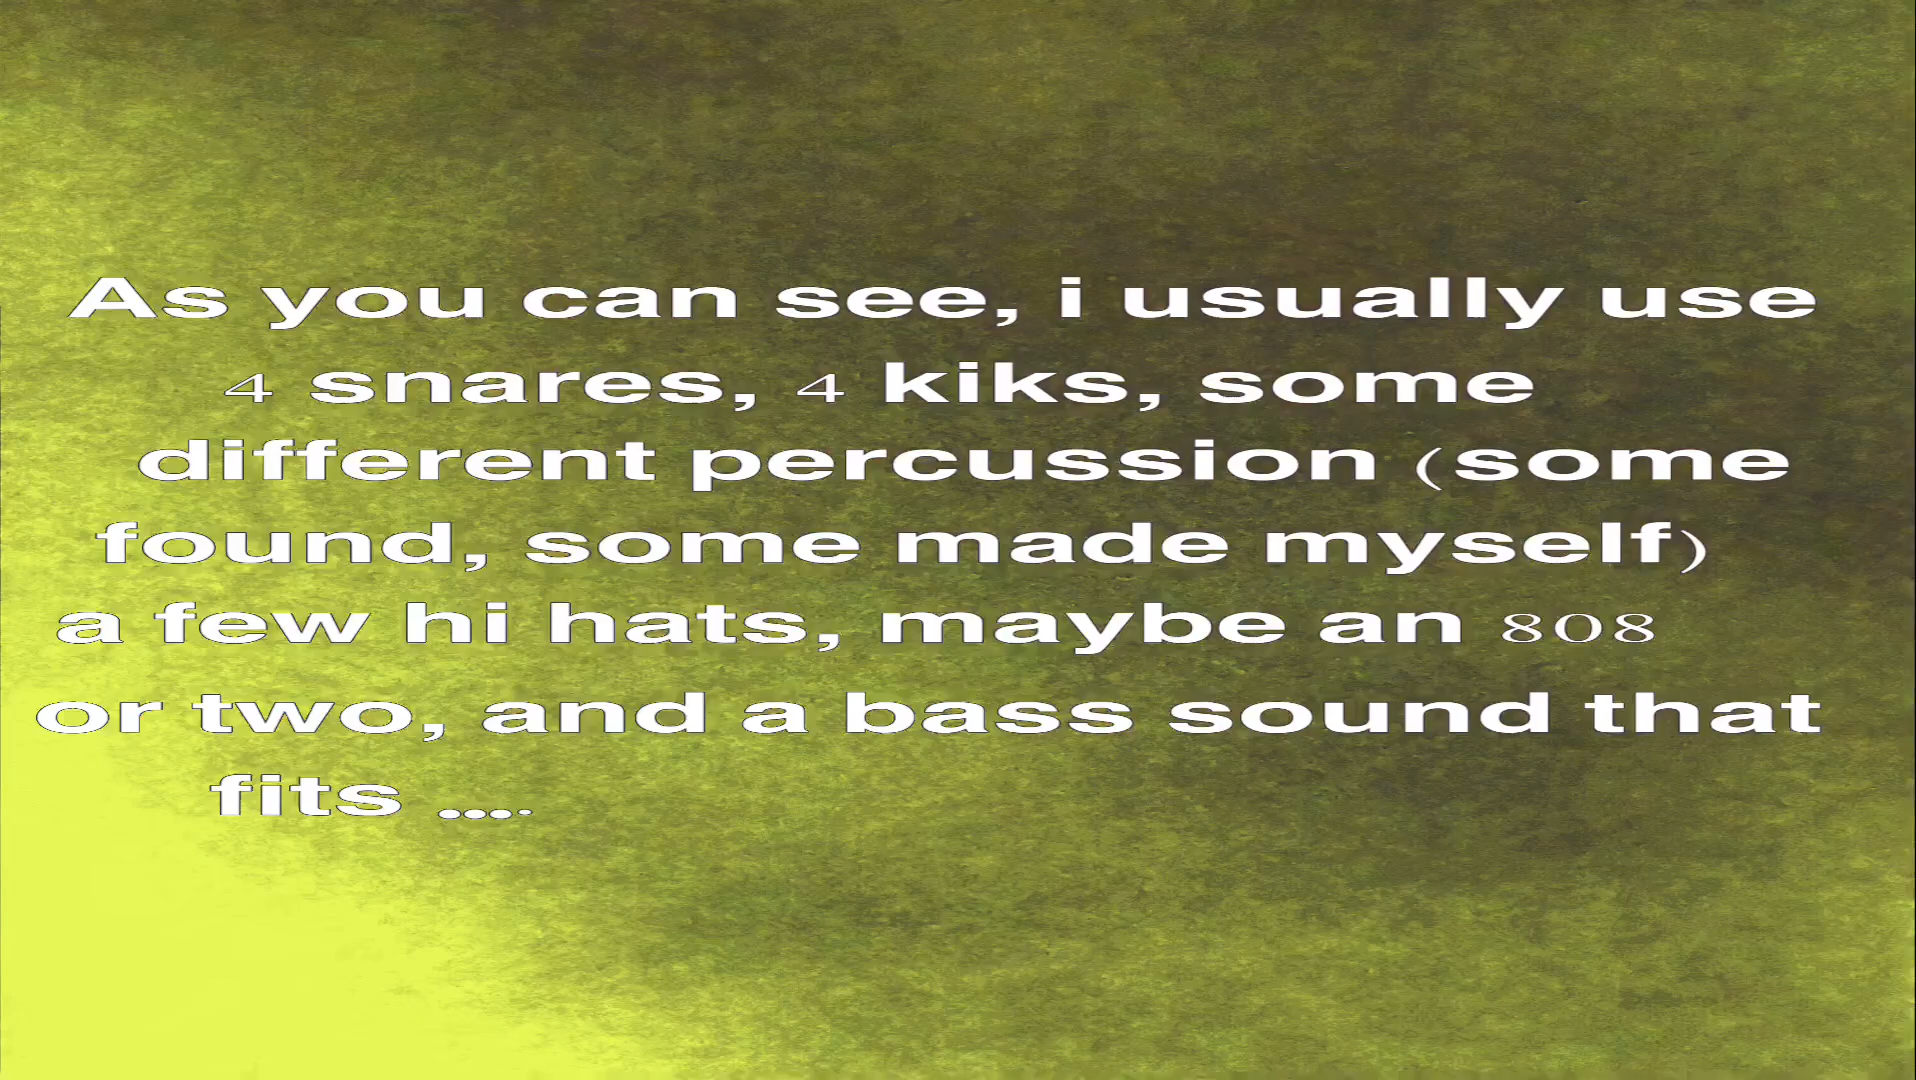 As you can see, i usually use
4 snares, 4 kiks, some
different percussion (some
found, some made myself)
a few hi hats, maybe an 808
or two, and a bass sound that
fits ....